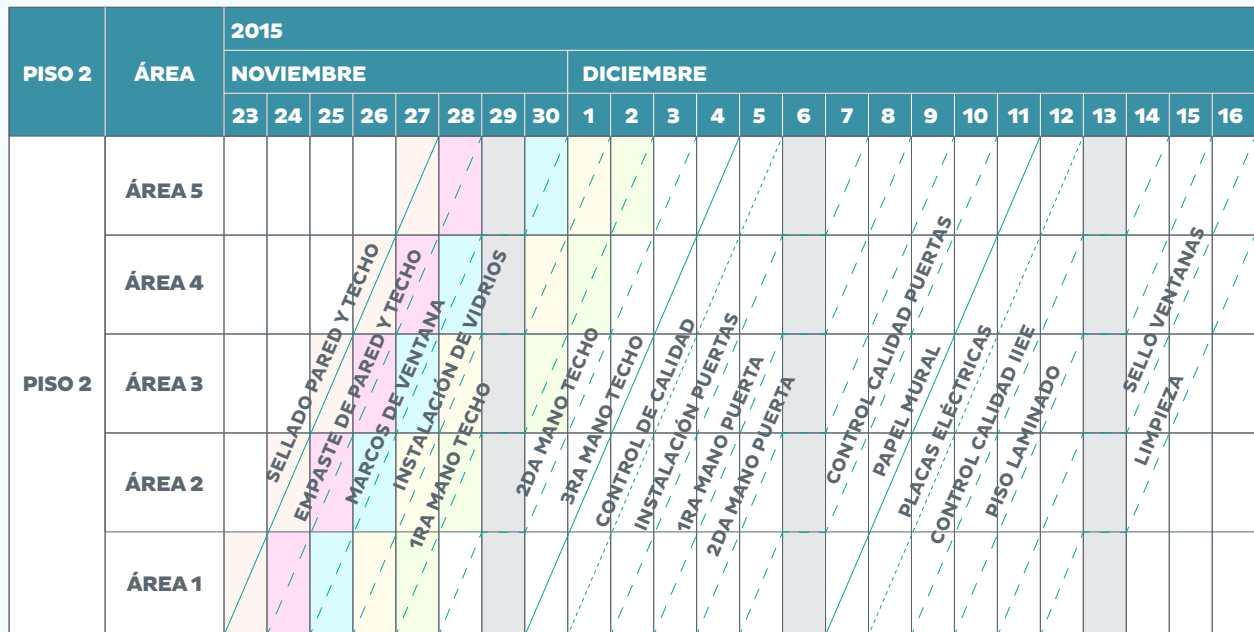 2015
PISO 2
ÁREA
NOVIEMBRE
DICIEMBRE
23 24 25 26 27 28 29 30 1 2 3 4 5 6 7 8 9 10 11 12 13 14 15 16
PISO 2
ÁREA 5
ÁREA 4
ÁREA 3
ÁREA 2
ÁREA 1
SELLADO PARED Y TECHO
EMPASTE DE PARED Y TECHO
MARCOS DE VENTANA
INSTALACIÓN DE VIDRIOS
1RA MANO TECHO
2DA MANO TECHO
3RA MANO TECHO
CONTROL DE CALIDAD
INSTALACIÓN PUERTAS
1RA MANO PUERTA
2DA MANO PUERTA
CONTROL CALIDAD PUERTAS
PAPEL MURAL
PLACAS ELÉCTRICAS
CONTROL CALIDAD IIEE
PISO LAMINADO
SELLO VENTANAS
LIMPIEZA